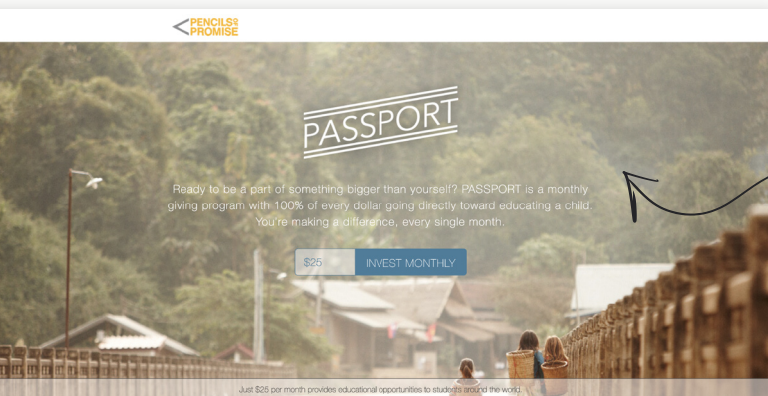 PENCILS OF
PROMISE
PASSPORT
Ready to be a part of something bigger than yourself? PASSPORT is a monthly
giving program with 100% of every dollar going directly toward educating a child.
You're making a difference, every single month.
$25 INVEST MONTHLY
Just $25 per month provides educational opportunities to students around the world.